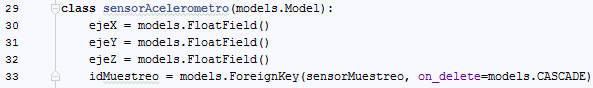 29 class sensorAcelerometro(models.Model):
30 ejeX = models.FloatField()
31 ejeY = models.FloatField()
32 ejeZ = models.FloatField()
33 idMuestreo = models.ForeignKey(sensorMuestreo, on_delete=models.CASCADE)